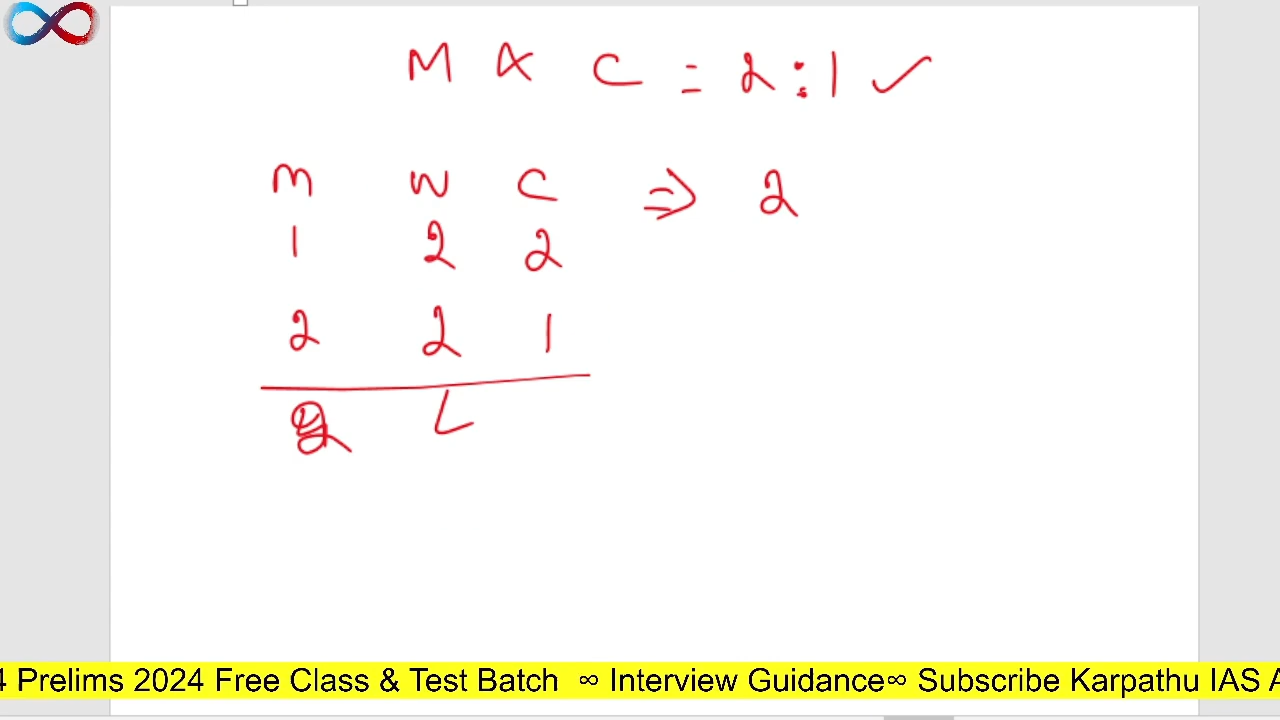 M & C = 2 : 1 ✓
M W C ⇒ 2
1 2 2
2 2 1
2 L
4 Prelims 2024 Free Class & Test Batch ∞ Interview Guidance∞ Subscribe Karpathu IAS A